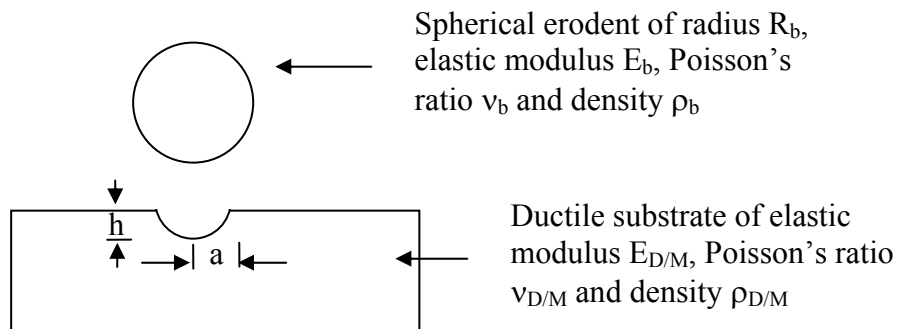 Spherical erodent of radius R_b,
elastic modulus E_b, Poisson's
ratio ν_b and density ρ_b
h
a
Ductile substrate of elastic
modulus E_D/M, Poisson's ratio
ν_D/M and density ρ_D/M